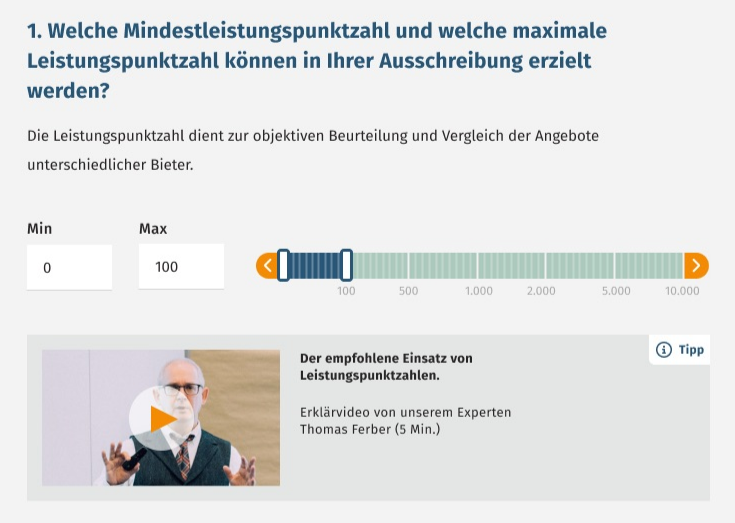 1. Welche Mindestleistungspunktzahl und welche maximale
Leistungspunktzahl können in Ihrer Ausschreibung erzielt
werden?
Die Leistungspunktzahl dient zur objektiven Beurteilung und Vergleich der Angebote
unterschiedlicher Bieter.
Min
Max
0
100
100
500
1.000
2.000
5.000
10.000
Tipp
Der empfohlene Einsatz von
Leistungspunktzahlen.
Erklärvideo von unserem Experten
Thomas Ferber (5 Min.)